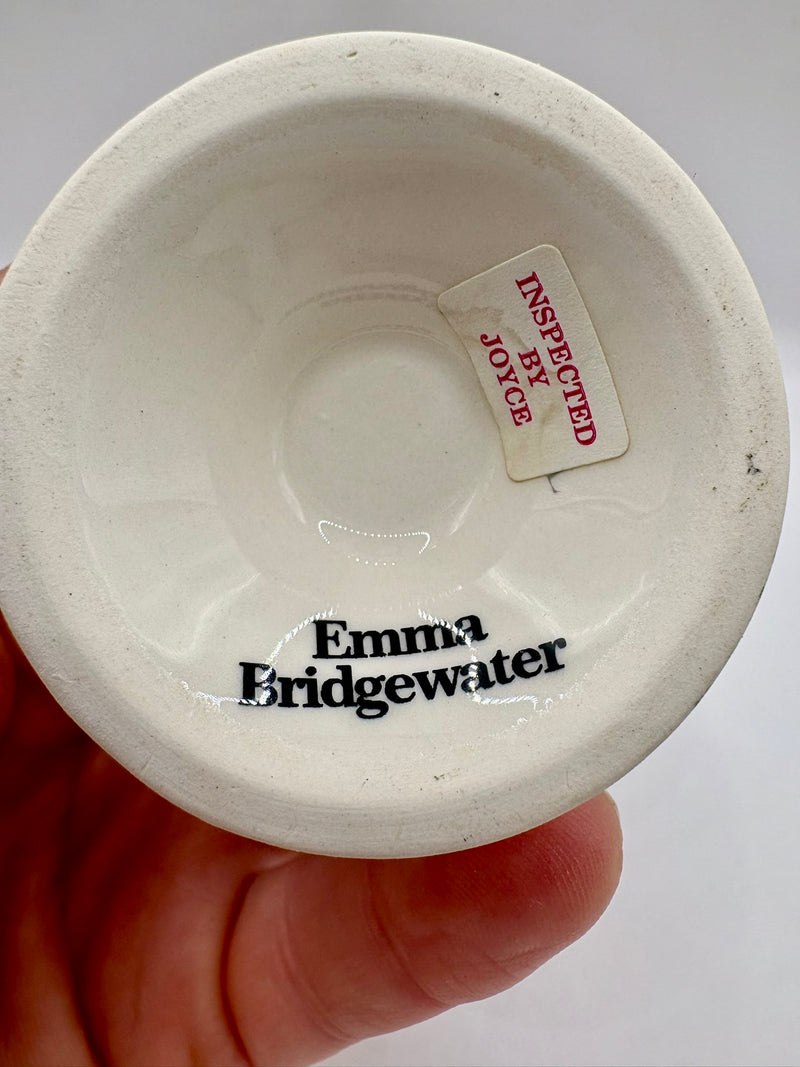 INSPECTED
BY
JOYCE
Emma
Bridgewater